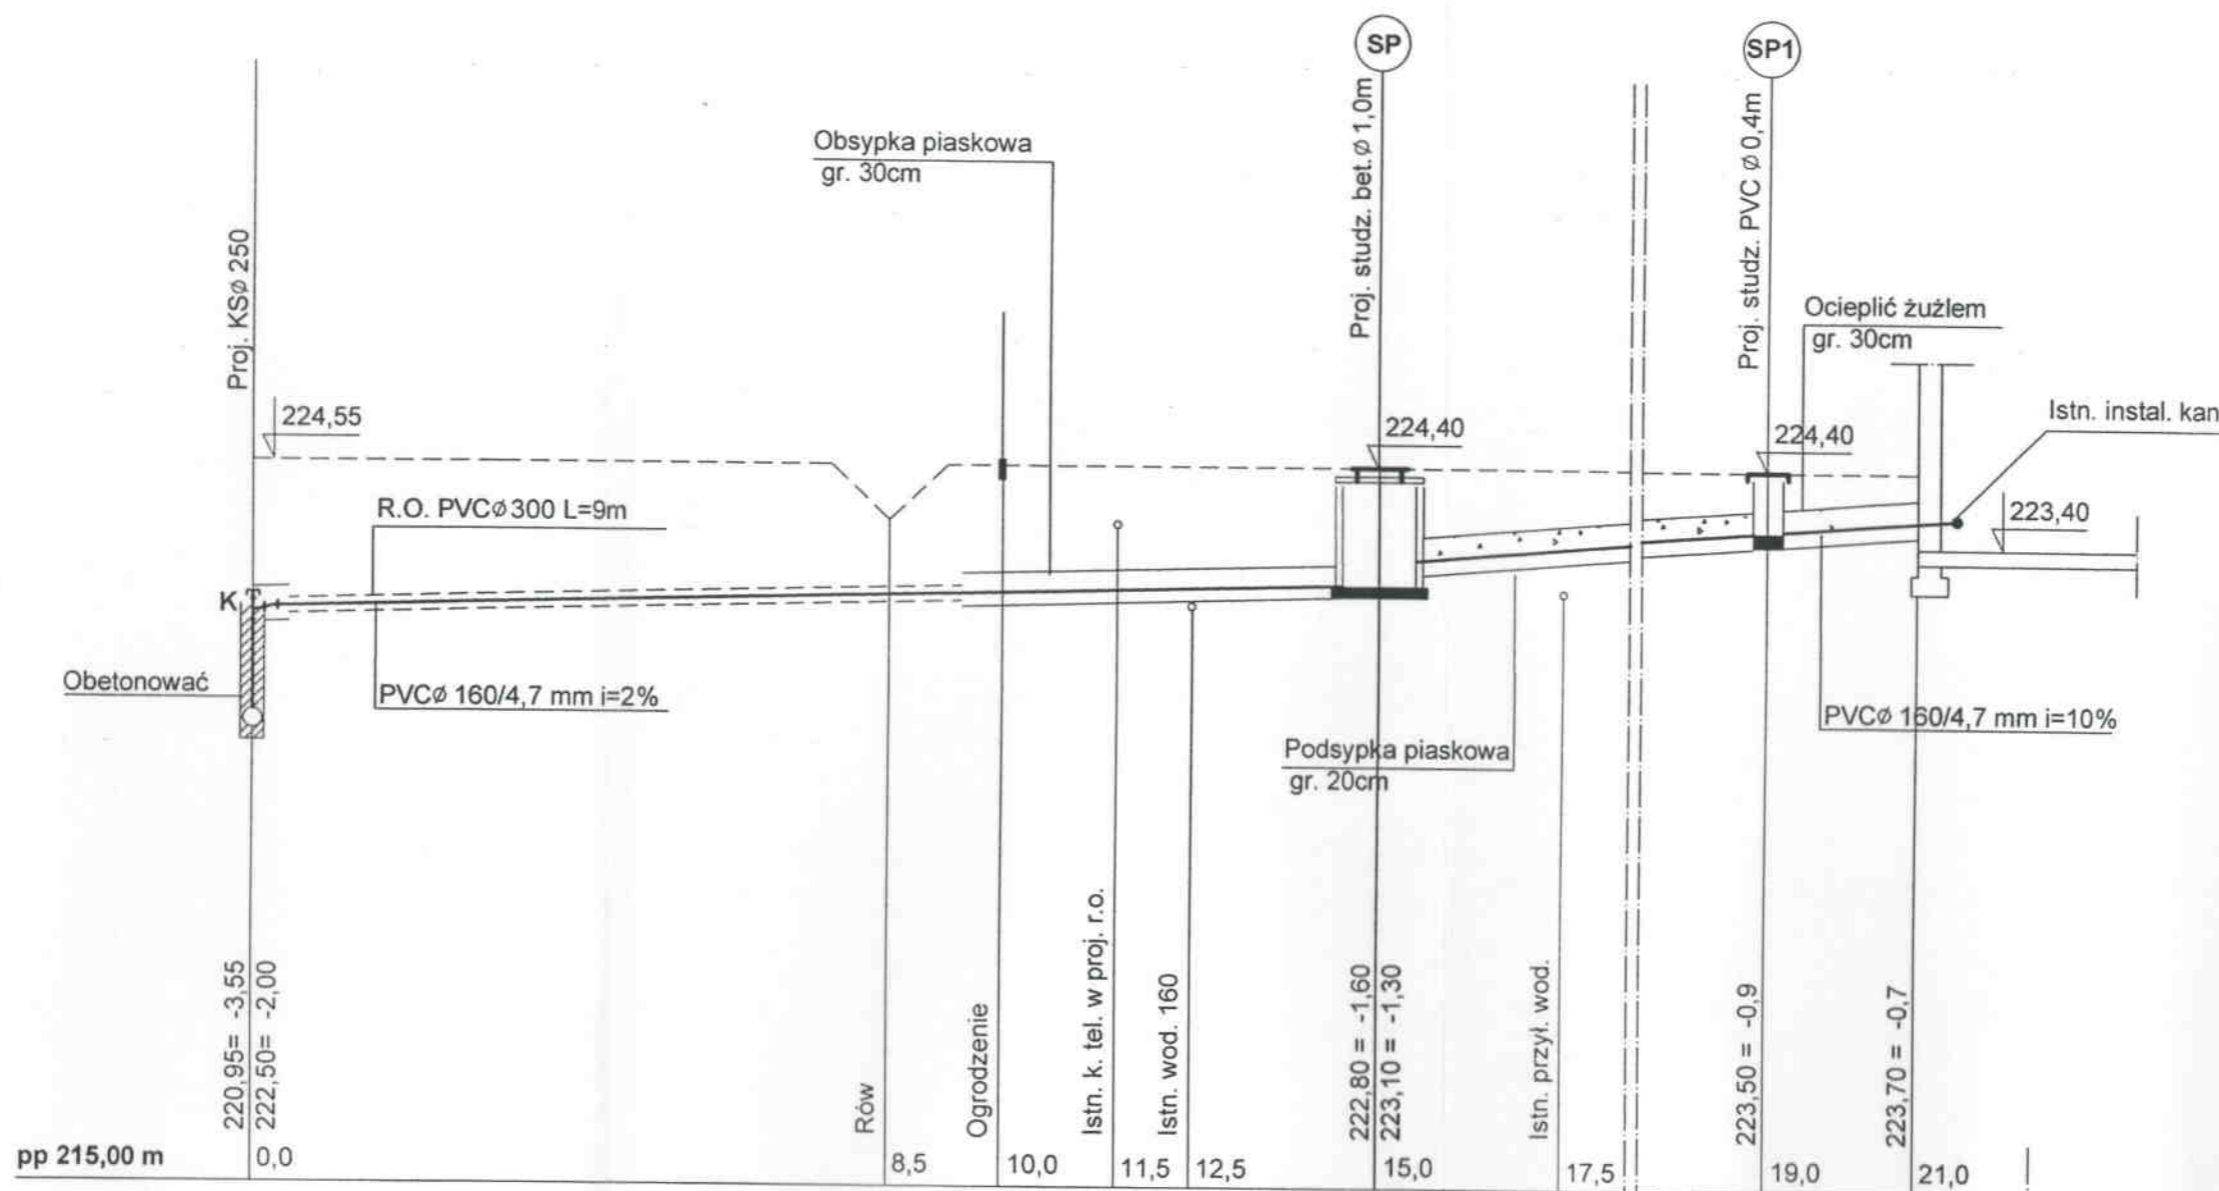 SP
SP1
Proj. KSø 250
Obsypka piaskowa
gr. 30cm
Proj. studz. bet.ø 1,0m
Proj. studz. PVC ø 0,4m
Ocieplić żużlem
gr. 30cm
224,55
224,40
224,40
Istn. instal. kan
223,40
R.O. PVCø 300 L=9m
K
Obetonować
PVCø 160/4,7 mm i=2%
PVCø 160/4,7 mm i=10%
Podsypka piaskowa
gr. 20cm
220,95= -3,55
222,50= -2,00
Rów
Ogrodzenie
Istn. k. tel. w proj. r.o.
Istn. wod. 160
222,80 = -1,60
223,10 = -1,30
Istn. przył. wod.
223,50 = -0,9
223,70 = -0,7
pp 215,00 m
0,0
8,5
10,0
11,5
12,5
15,0
17,5
19,0
21,0